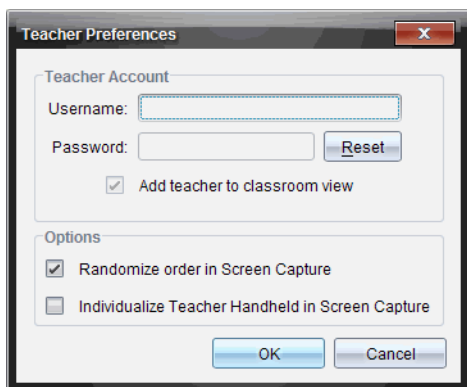 Teacher Preferences
Teacher Account
Username:
Password:
Reset
Add teacher to classroom view
Options
Randomize order in Screen Capture
Individualize Teacher Handheld in Screen Capture
OK
Cancel